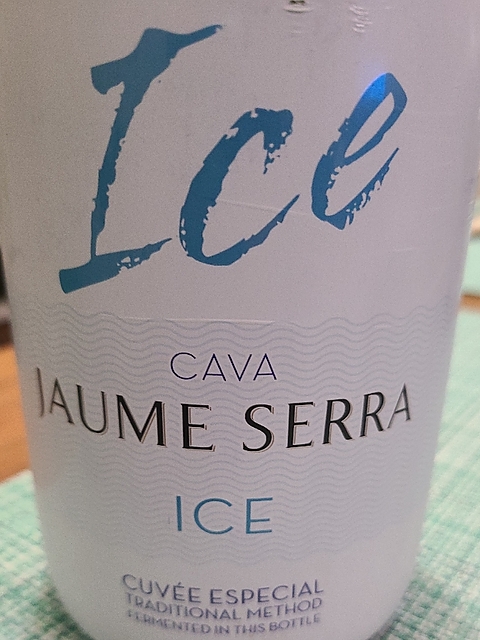 Ice
CAVA
JAUME SERRA
ICE
CUVÉE ESPECIAL
TRADITIONAL METHOD
FERMENTED IN THIS BOTTLE